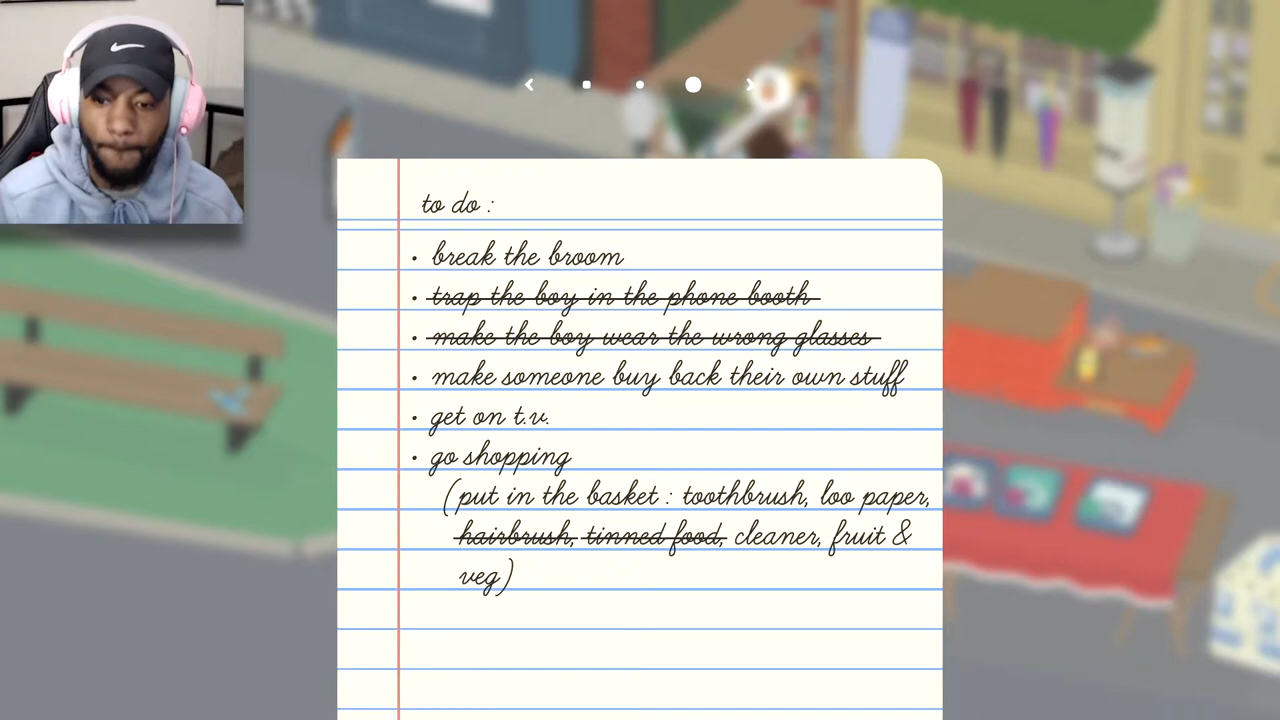 to do :
• break the broom
• trap the boy in the phone booth
• make the boy wear the wrong glasses
• make someone buy back their own stuff
• get on t.v.
• go shopping
(put in the basket : toothbrush, loo paper,
hairbrush, tinned food, cleaner, fruit &
veg)